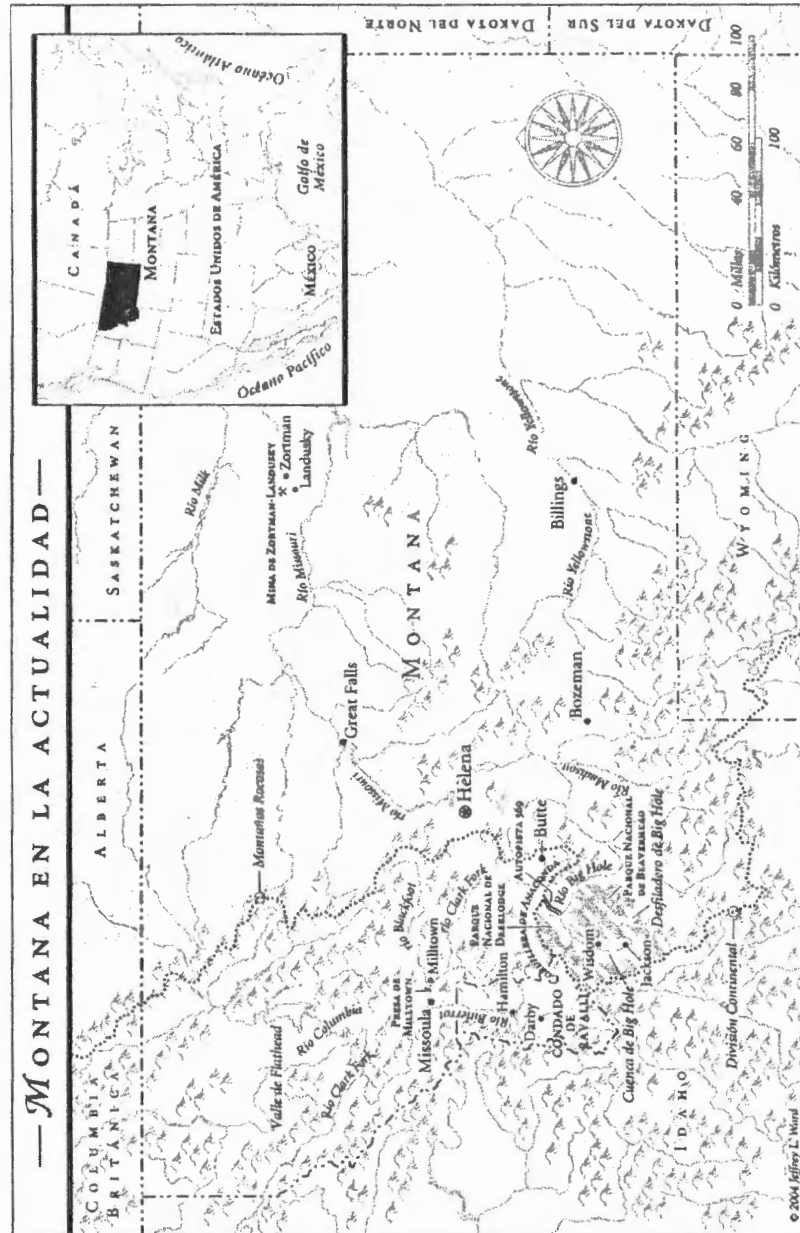 MONTANA EN LA ACTUALIDAD
COLUMBIA
BRITÁNICA
ALBERTA
SASKATCHEWAN
CANADÁ
MONTANA
ESTADOS UNIDOS DE AMÉRICA
Océano Atlántico
Golfo de
México
MÉXICO
Océano Pacífico
DAKOTA DEL NORTE
DAKOTA DEL SUR
Río Milk
MINA DE ZORTMAN-LANDUSKY
Zortman
Landusky
Río Missouri
Montañas Rocosas
Valle de Flathead
Great Falls
Río Missouri
Río Columbia
Río Clark Fork
MONTANA
PRESA DE
MILLTOWN
Río Blackfoot
Missoula
Milltown
Río Clark Fork
Helena
Río Biterrot
Hamilton
PARQUE
NACIONAL DE
DEERLODGE
AUTOPISTA 569
Darby
Butte
CONDADO
DE
RAVALLI
Río Big Hole
Wisdom
Jackson
Cuenca de Big Hole
PARQUE NACIONAL
DE BEAVERHEAD
Desfiladero de Big Hole
Río Madison
Bozeman
Billings
Río Yellowstone
Río Yellowstone
IDAHO
División Continental
WYOMING
0 Millas 40 60 80 100
0 Kilómetros 100
© 2004 Jeffrey L. Ward